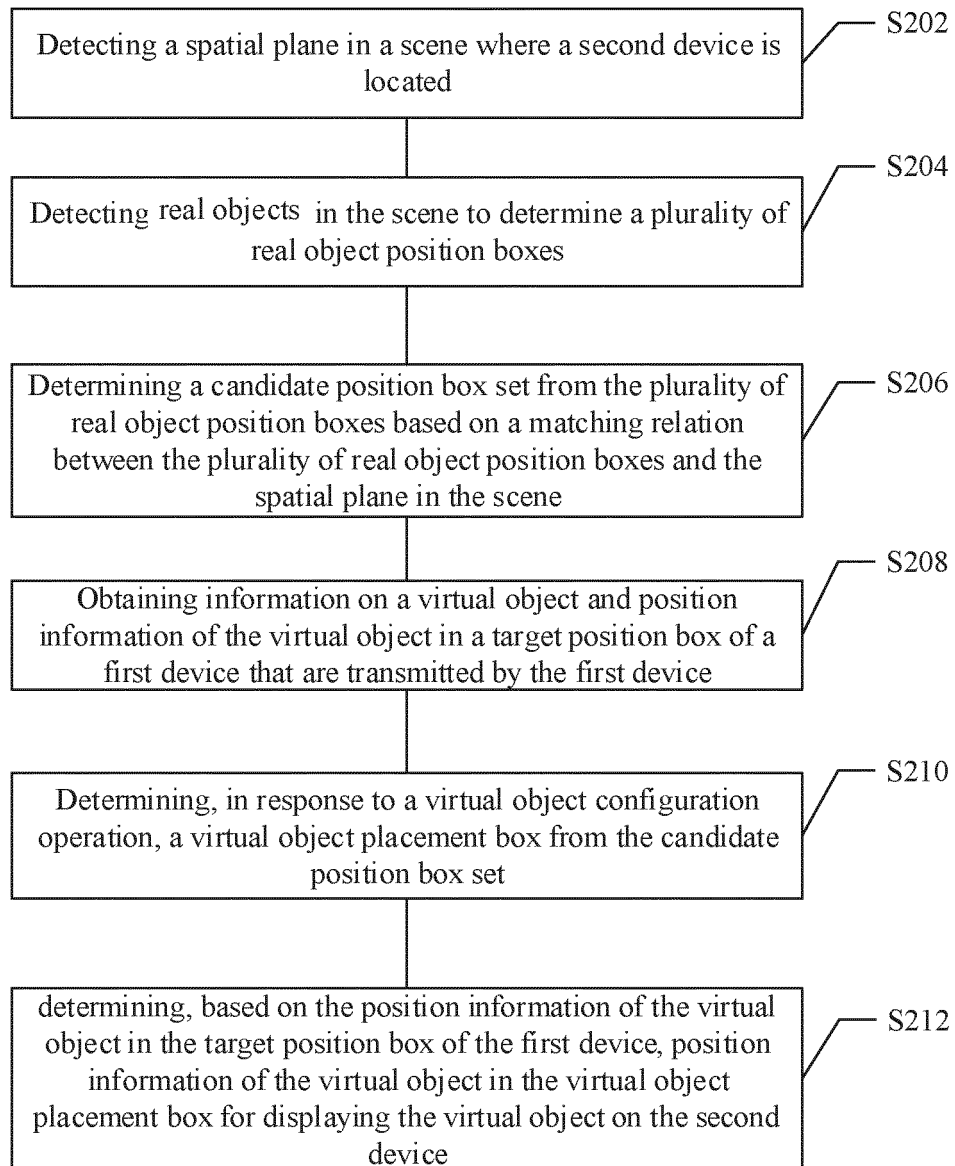 S202
Detecting a spatial plane in a scene where a second device is
located
S204
Detecting real objects in the scene to determine a plurality of
real object position boxes
S206
Determining a candidate position box set from the plurality of
real object position boxes based on a matching relation
between the plurality of real object position boxes and the
spatial plane in the scene
S208
Obtaining information on a virtual object and position
information of the virtual object in a target position box of a
first device that are transmitted by the first device
S210
Determining, in response to a virtual object configuration
operation, a virtual object placement box from the candidate
position box set
S212
determining, based on the position information of the virtual
object in the target position box of the first device, position
information of the virtual object in the virtual object
placement box for displaying the virtual object on the second
device